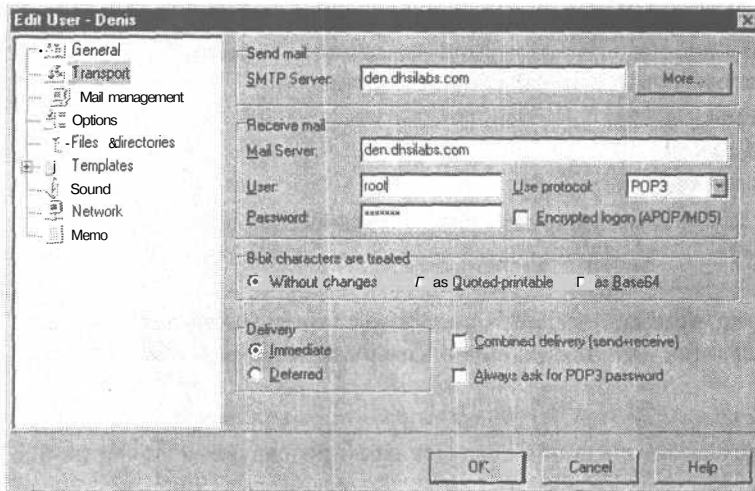 Edit User - Denis
General
Transport
Mail management
Options
Files & directories
Templates
Sound
Network
Memo
Send mail
SMTP Server: den.dhsilabs.com More...
Receive mail
Mail Server: den.dhsilabs.com
User: root Use protocol: POP3
Password: ******* Encrypted logon (APOP/MD5)
8-bit characters are treated
Without changes as Quoted-printable as Base64
Delivery
Immediate
Deferred
Combined delivery (send+receive)
Always ask for POP3 password
OK Cancel Help